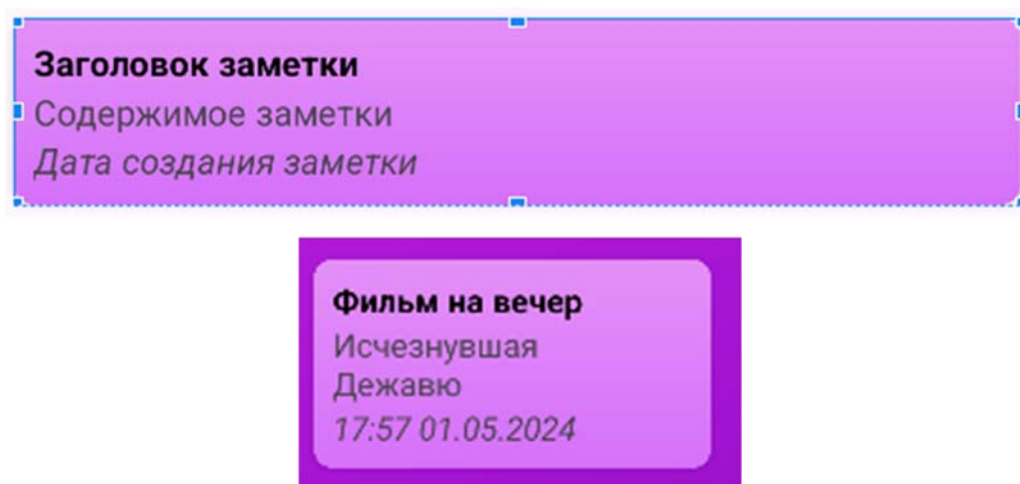 Заголовок заметки
Содержимое заметки
Дата создания заметки
Фильм на вечер
Исчезнувшая
Дежавю
17:57 01.05.2024